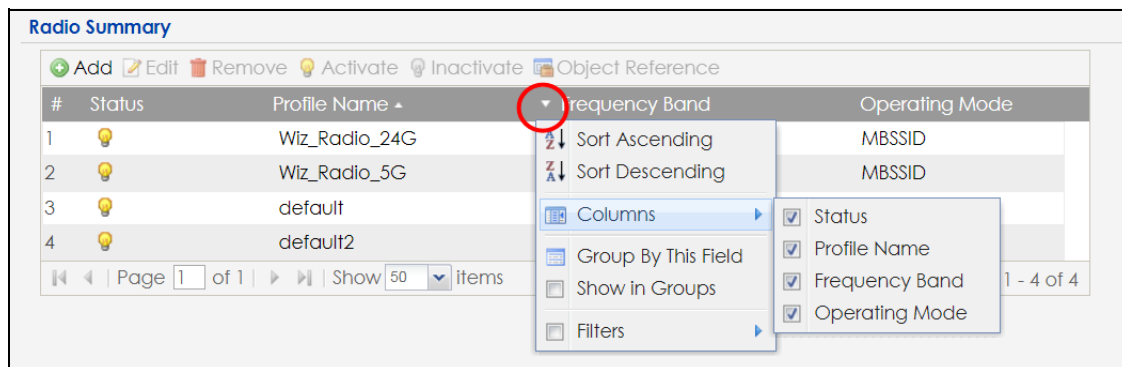 Radio Summary
Add Edit Remove Activate Inactivate Object Reference
# Status Profile Name Frequency Band Operating Mode
1 Wiz_Radio_24G MBSSID
2 Wiz_Radio_5G MBSSID
3 default
4 default2
Page 1 of 1 Show 50 items 1 - 4 of 4
Sort Ascending
Sort Descending
Columns
Group By This Field
Show in Groups
Filters
Status
Profile Name
Frequency Band
Operating Mode